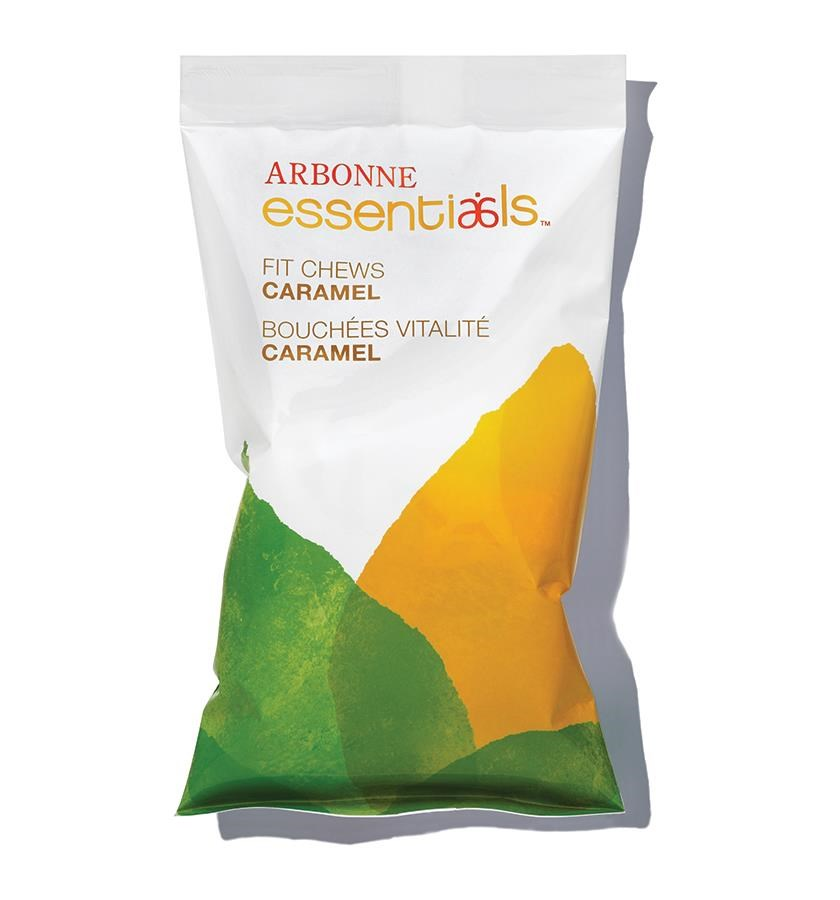 ARBONNE
essentials™
FIT CHEWS
CARAMEL
BOUCHÉES VITALITÉ
CARAMEL